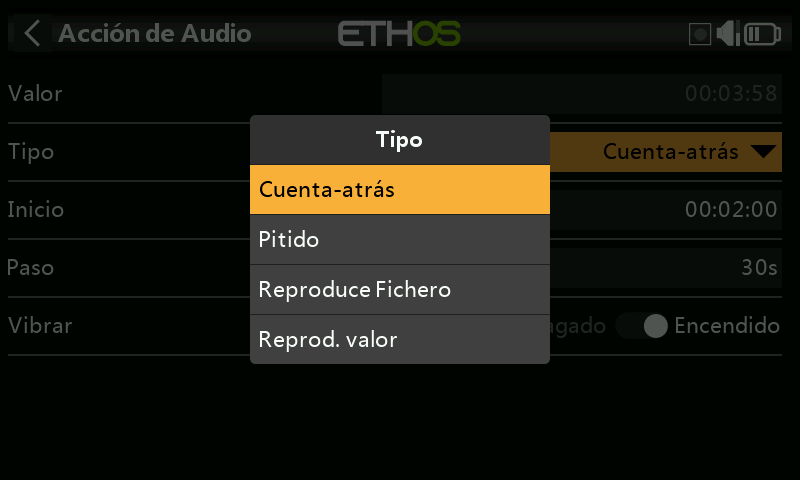 Acción de Audio
ETHOS
Valor 00:03:58
Tipo
Tipo Cuenta-atrás
Cuenta-atrás
Inicio 00:02:00
Pitido
Paso 30s
Reproduce Fichero
Vibrar Encendido
Reprod. valor